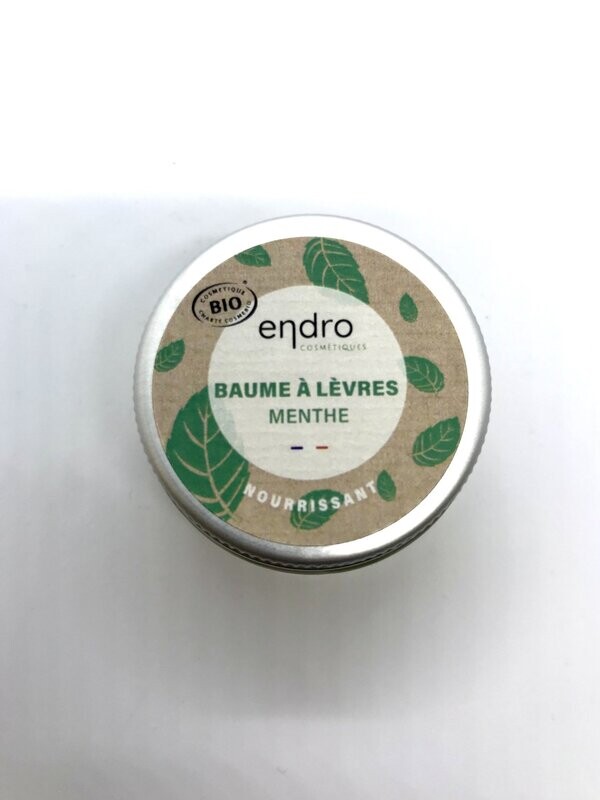 COSMETIQUE
BIO
CHARTE COSMEBIO
endro
COSMÉTIQUES
BAUME À LÈVRES
MENTHE
NOURRISSANT